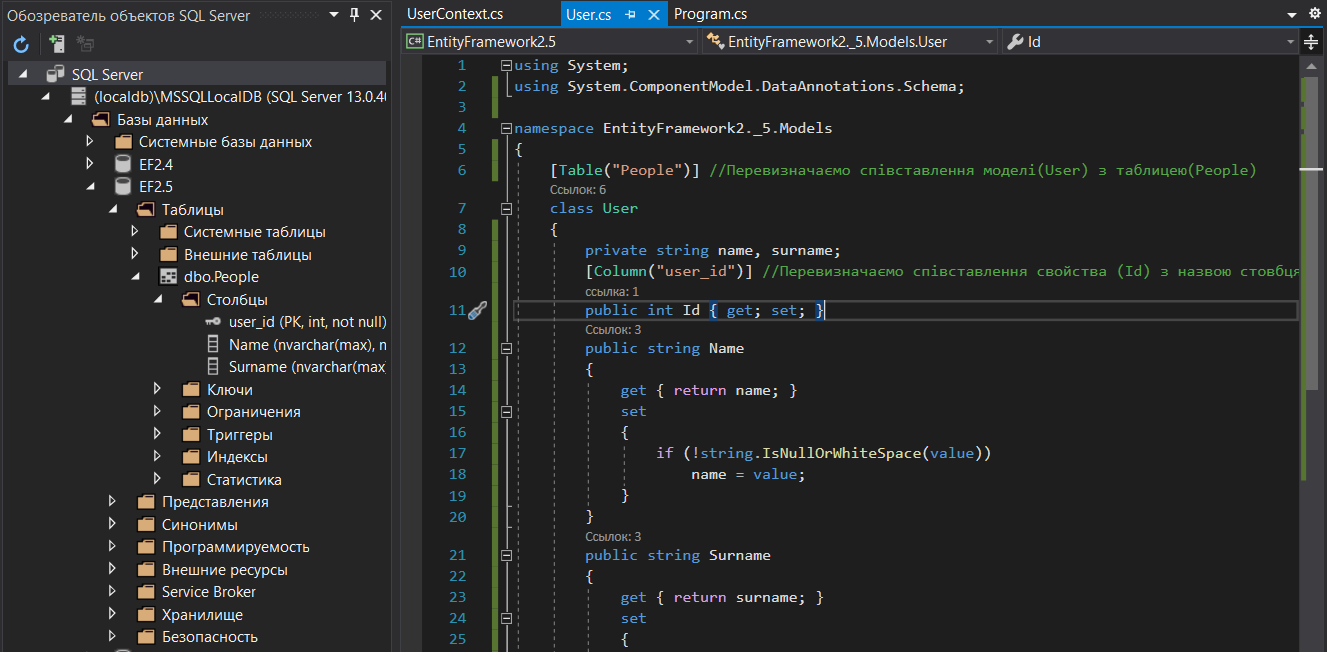 Обозреватель объектов SQL Server
SQL Server
(localdb)\MSSQLLocalDB (SQL Server 13.0.40
Базы данных
Системные базы данных
EF2.4
EF2.5
Таблицы
Системные таблицы
Внешние таблицы
dbo.People
Столбцы
user_id (PK, int, not null)
Name (nvarchar(max), n
Surname (nvarchar(max
Ключи
Ограничения
Триггеры
Индексы
Статистика
Представления
Синонимы
Программируемость
Внешние ресурсы
Service Broker
Хранилище
Безопасность
UserContext.cs User.cs Program.cs
C# EntityFramework2.5 EntityFramework2._5.Models.User Id
1 using System;
2 using System.ComponentModel.DataAnnotations.Schema;
3
4 namespace EntityFramework2._5.Models
5 {
6 [Table("People")] //Перевизначаємо співставлення моделі(User) з таблицею(People)
Ссылок: 6
7 class User
8 {
9 private string name, surname;
10 [Column("user_id")] //Перевизначаємо співставлення свойства (Id) з назвою стовбця
ссылка: 1
11 public int Id { get; set; }
Ссылок: 3
12 public string Name
13 {
14 get { return name; }
15 set
16 {
17 if (!string.IsNullOrWhiteSpace(value))
18 name = value;
19 }
20 }
Ссылок: 3
21 public string Surname
22 {
23 get { return surname; }
24 set
25 {